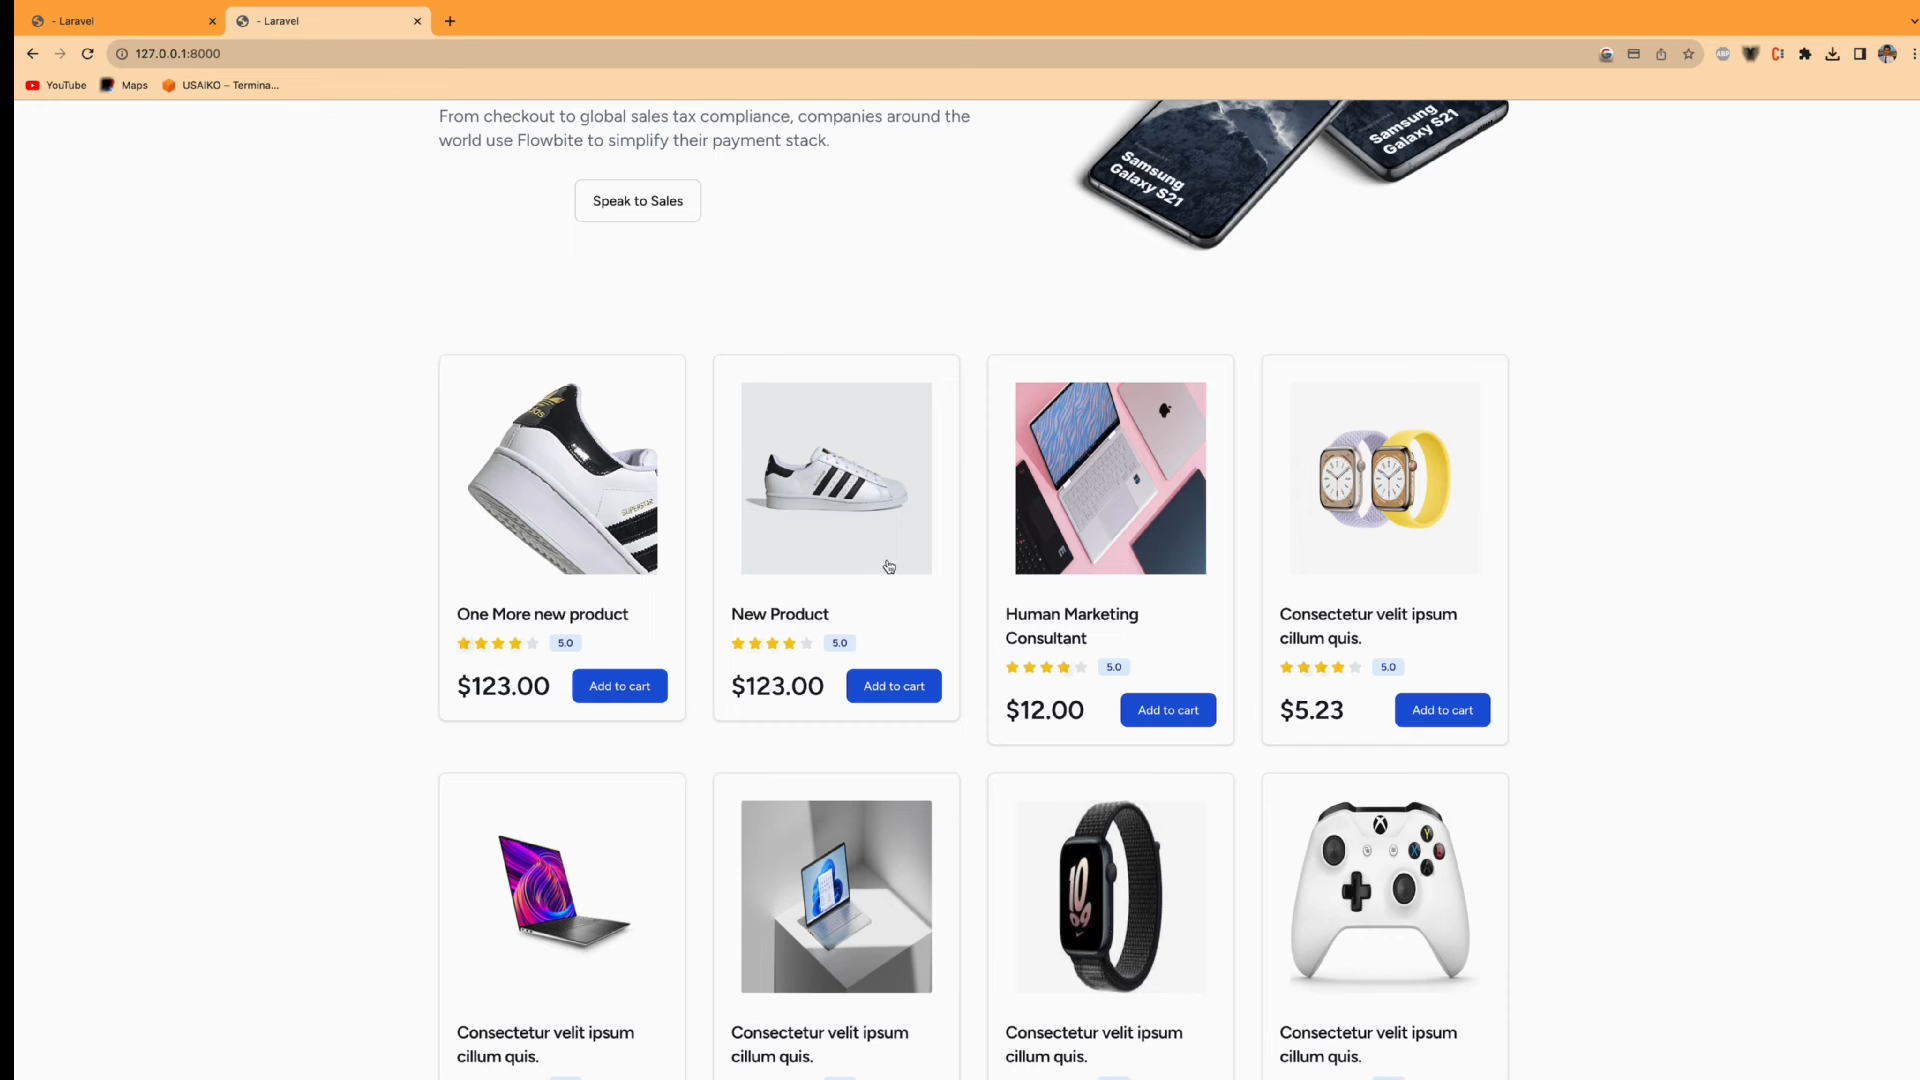 - Laravel
- Laravel
127.0.0.1:8000
YouTube
Maps
USAIKO – Termina...
From checkout to global sales tax compliance, companies around the
world use Flowbite to simplify their payment stack.
Speak to Sales
Samsung
Galaxy S21
Samsung
Galaxy S21
SUPERSTAR
One More new product
5.0
$123.00
Add to cart
New Product
5.0
$123.00
Add to cart
Human Marketing
Consultant
5.0
$12.00
Add to cart
Consectetur velit ipsum
cillum quis.
5.0
$5.23
Add to cart
10
09
Consectetur velit ipsum
cillum quis.
Consectetur velit ipsum
cillum quis.
Consectetur velit ipsum
cillum quis.
Consectetur velit ipsum
cillum quis.